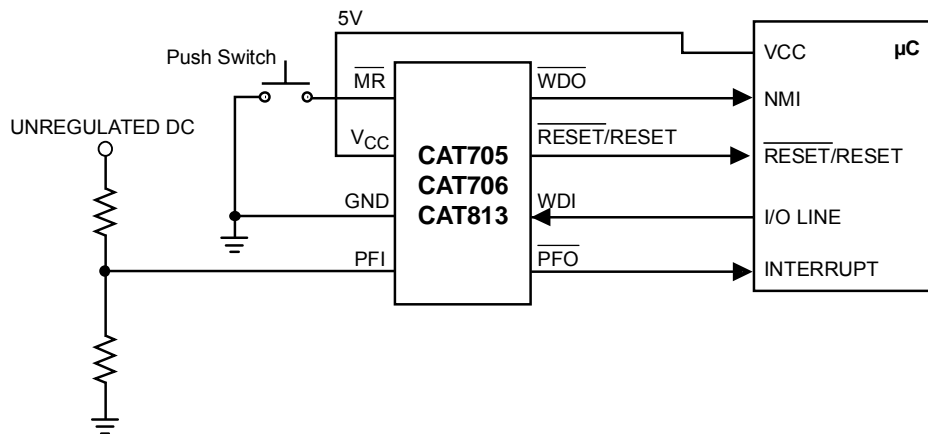 5V
Push Switch
UNREGULATED DC
MR
VCC
GND
PFI
CAT705
CAT706
CAT813
WDO
RESET/RESET
WDI
PFO
µC
VCC
NMI
RESET/RESET
I/O LINE
INTERRUPT